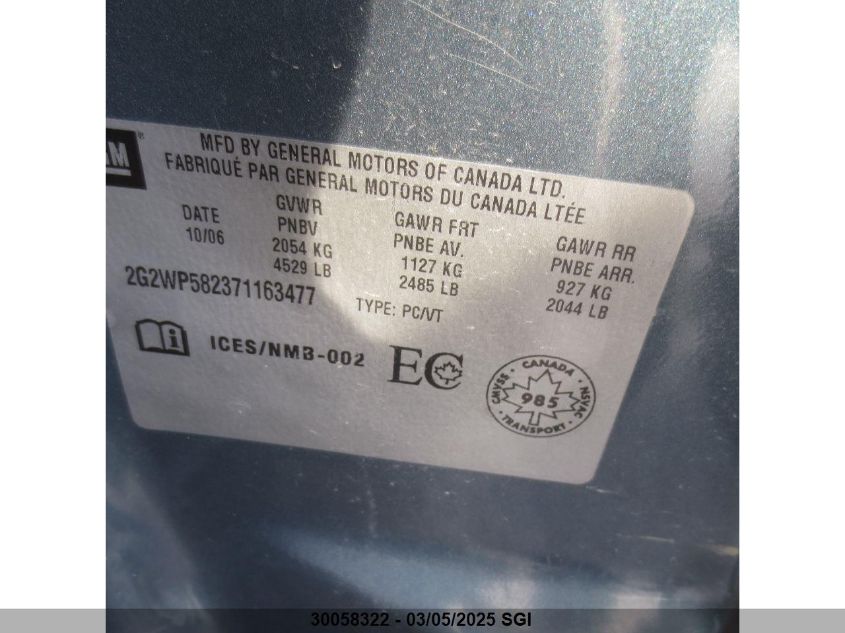 GM®
MFD BY GENERAL MOTORS OF CANADA LTD.
FABRIQUÉ PAR GENERAL MOTORS DU CANADA LTÉE
DATE GVWR GAWR FRT GAWR RR
10/06 PNBV PNBE AV. PNBE ARR.
2054 KG 1127 KG 927 KG
4529 LB 2485 LB 2044 LB
2G2WP582371163477 TYPE: PC/VT
i ICES/NMB-002 EC
CANADA
CMVSS 985 NSVAC
TRANSPORT
30058322 - 03/05/2025 SGI